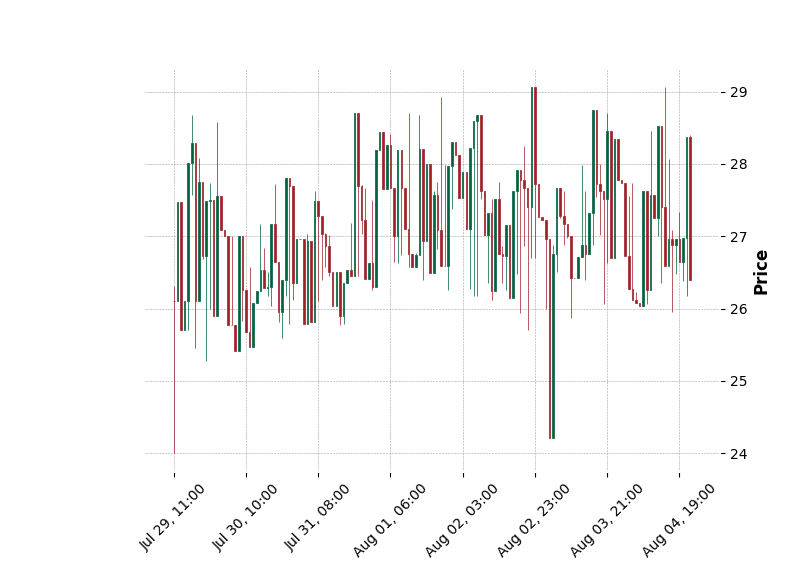 29
28
27
26
25
24
Price
Jul 29, 11:00
Jul 30, 10:00
Jul 31, 08:00
Aug 01, 06:00
Aug 02, 03:00
Aug 02, 23:00
Aug 03, 21:00
Aug 04, 19:00